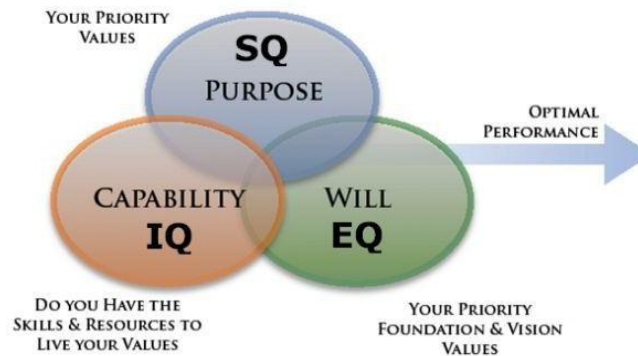 YOUR PRIORITY
VALUES
SQ
PURPOSE
OPTIMAL
PERFORMANCE
CAPABILITY
IQ
WILL
EQ
DO YOU HAVE THE
SKILLS & RESOURCES TO
LIVE YOUR VALUES
YOUR PRIORITY
FOUNDATION & VISION
VALUES